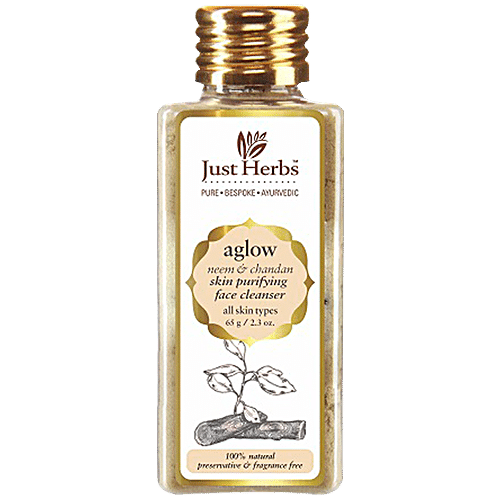 Just Herbs™
PURE • BESPOKE • AYURVEDIC
aglow
neem & chandan
skin purifying
face cleanser
all skin types
65 g / 2.3 oz.
100% natural
preservative & fragrance free